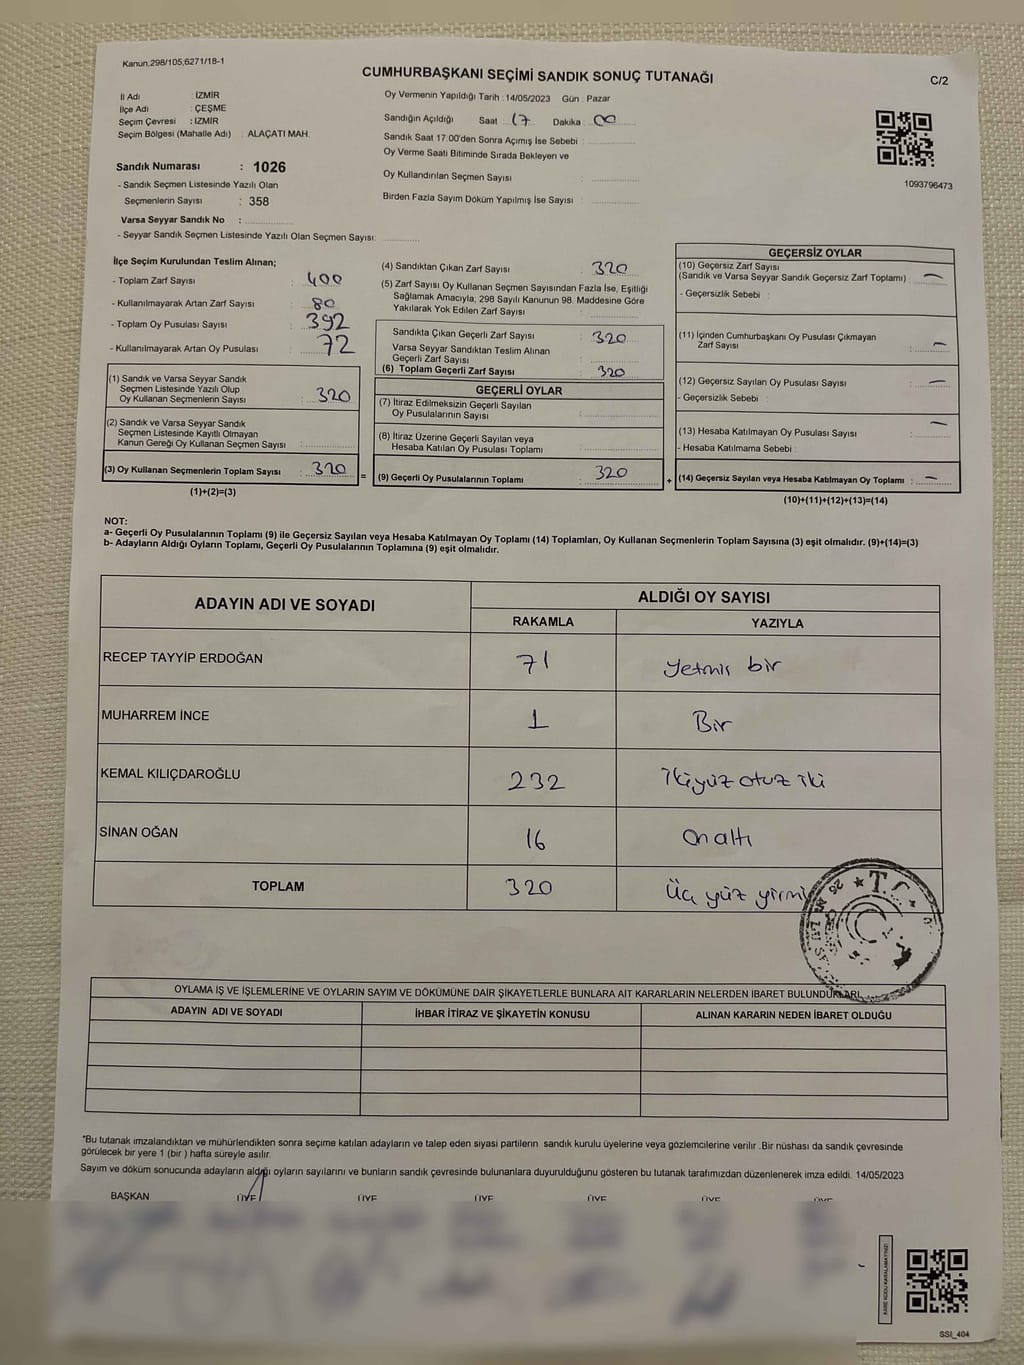 Kanun,298/105,6271/18-1
CUMHURBAŞKANI SEÇİMİ SANDIK SONUÇ TUTANAĞI
C/2
İl Adı : İZMİR
İlçe Adı : ÇEŞME
Seçim Çevresi : İZMİR
Seçim Bölgesi (Mahalle Adı) : ALAÇATI MAH.
Oy Vermenin Yapıldığı Tarih : 14/05/2023 Gün : Pazar
Sandığın Açıldığı Saat : 17 Dakika : 00
Sandık Saat 17:00'den Sonra Açımış İse Sebebi :
Oy Verme Saati Bitiminde Sırada Bekleyen ve
Oy Kullandırılan Seçmen Sayısı :
Birden Fazla Sayım Döküm Yapılmış İse Sayısı :
1093796473
Sandık Numarası : 1026
- Sandık Seçmen Listesinde Yazılı Olan
Seçmenlerin Sayısı : 358
Varsa Seyyar Sandık No :
- Seyyar Sandık Seçmen Listesinde Yazılı Olan Seçmen Sayısı:
İlçe Seçim Kurulundan Teslim Alınan;
- Toplam Zarf Sayısı : 400
- Kullanılmayarak Artan Zarf Sayısı : 80
- Toplam Oy Pusulası Sayısı : 392
- Kullanılmayarak Artan Oy Pusulası : 72
(1) Sandık ve Varsa Seyyar Sandık
Seçmen Listesinde Yazılı Olup
Oy Kullanan Seçmenlerin Sayısı : 320
(2) Sandık ve Varsa Seyyar Sandık
Seçmen Listesinde Kayıtlı Olmayan
Kanun Gereği Oy Kullanan Seçmen Sayısı :
(3) Oy Kullanan Seçmenlerin Toplam Sayısı : 320
(1)+(2)=(3)
=
(4) Sandıktan Çıkan Zarf Sayısı : 320
(5) Zarf Sayısı Oy Kullanan Seçmen Sayısından Fazla İse, Eşitliği
Sağlamak Amacıyla, 298 Sayılı Kanunun 98. Maddesine Göre
Yakılarak Yok Edilen Zarf Sayısı :
Sandıkta Çıkan Geçerli Zarf Sayısı : 320
Varsa Seyyar Sandıktan Teslim Alınan
Geçerli Zarf Sayısı :
(6) Toplam Geçerli Zarf Sayısı : 320
GEÇERLİ OYLAR
(7) İtiraz Edilmeksizin Geçerli Sayılan
Oy Pusulalarının Sayısı :
(8) İtiraz Üzerine Geçerli Sayılan veya
Hesaba Katılan Oy Pusulası Toplamı :
(9) Geçerli Oy Pusulalarının Toplamı : 320
+
GEÇERSİZ OYLAR
(10) Geçersiz Zarf Sayısı
(Sandık ve Varsa Seyyar Sandık Geçersiz Zarf Toplamı) : —
- Geçersizlik Sebebi :
(11) İçinden Cumhurbaşkanı Oy Pusulası Çıkmayan
Zarf Sayısı : —
(12) Geçersiz Sayılan Oy Pusulası Sayısı : —
- Geçersizlik Sebebi :
(13) Hesaba Katılmayan Oy Pusulası Sayısı : —
- Hesaba Katılmama Sebebi :
(14) Geçersiz Sayılan veya Hesaba Katılmayan Oy Toplamı : —
(10)+(11)+(12)+(13)=(14)
NOT:
a- Geçerli Oy Pusulalarının Toplamı (9) ile Geçersiz Sayılan veya Hesaba Katılmayan Oy Toplamı (14) Toplamları, Oy Kullanan Seçmenlerin Toplam Sayısına (3) eşit olmalıdır. (9)+(14)=(3)
b- Adayların Aldığı Oyların Toplamı, Geçerli Oy Pusulalarının Toplamına (9) eşit olmalıdır.
ADAYIN ADI VE SOYADI
ALDIĞI OY SAYISI
RAKAMLA YAZIYLA
RECEP TAYYİP ERDOĞAN 71 Yetmis bir
MUHARREM İNCE 1 Bir
KEMAL KILIÇDAROĞLU 232 İkiyüz otuz iki
SİNAN OĞAN 16 On altı
TOPLAM 320 Üç yüz yirmi
T.C.
OYLAMA İŞ VE İŞLEMLERİNE VE OYLARIN SAYIM VE DÖKÜMÜNE DAİR ŞİKAYETLERLE BUNLARA AİT KARARLARIN NELERDEN İBARET BULUNDUKLARI
ADAYIN ADI VE SOYADI İHBAR İTİRAZ VE ŞİKAYETİN KONUSU ALINAN KARARIN NEDEN İBARET OLDUĞU
*Bu tutanak imzalandıktan ve mühürlendikten sonra seçime katılan adayların ve talep eden siyasi partilerin sandık kurulu üyelerine veya gözlemcilerine verilir .Bir nüshası da sandık çevresinde
görülecek bir yere 1 (bir ) hafta süreyle asılır.
Sayım ve döküm sonucunda adayların aldığı oyların sayılarını ve bunların sandık çevresinde bulunanlara duyurulduğunu gösteren bu tutanak tarafımızdan düzenlenerek imza edildi. 14/05/2023
BAŞKAN ÜYE ÜYE ÜYE ÜYE ÜYE ÜYE
KARE KODU KARALAMAYINIZ!
SSİ_404